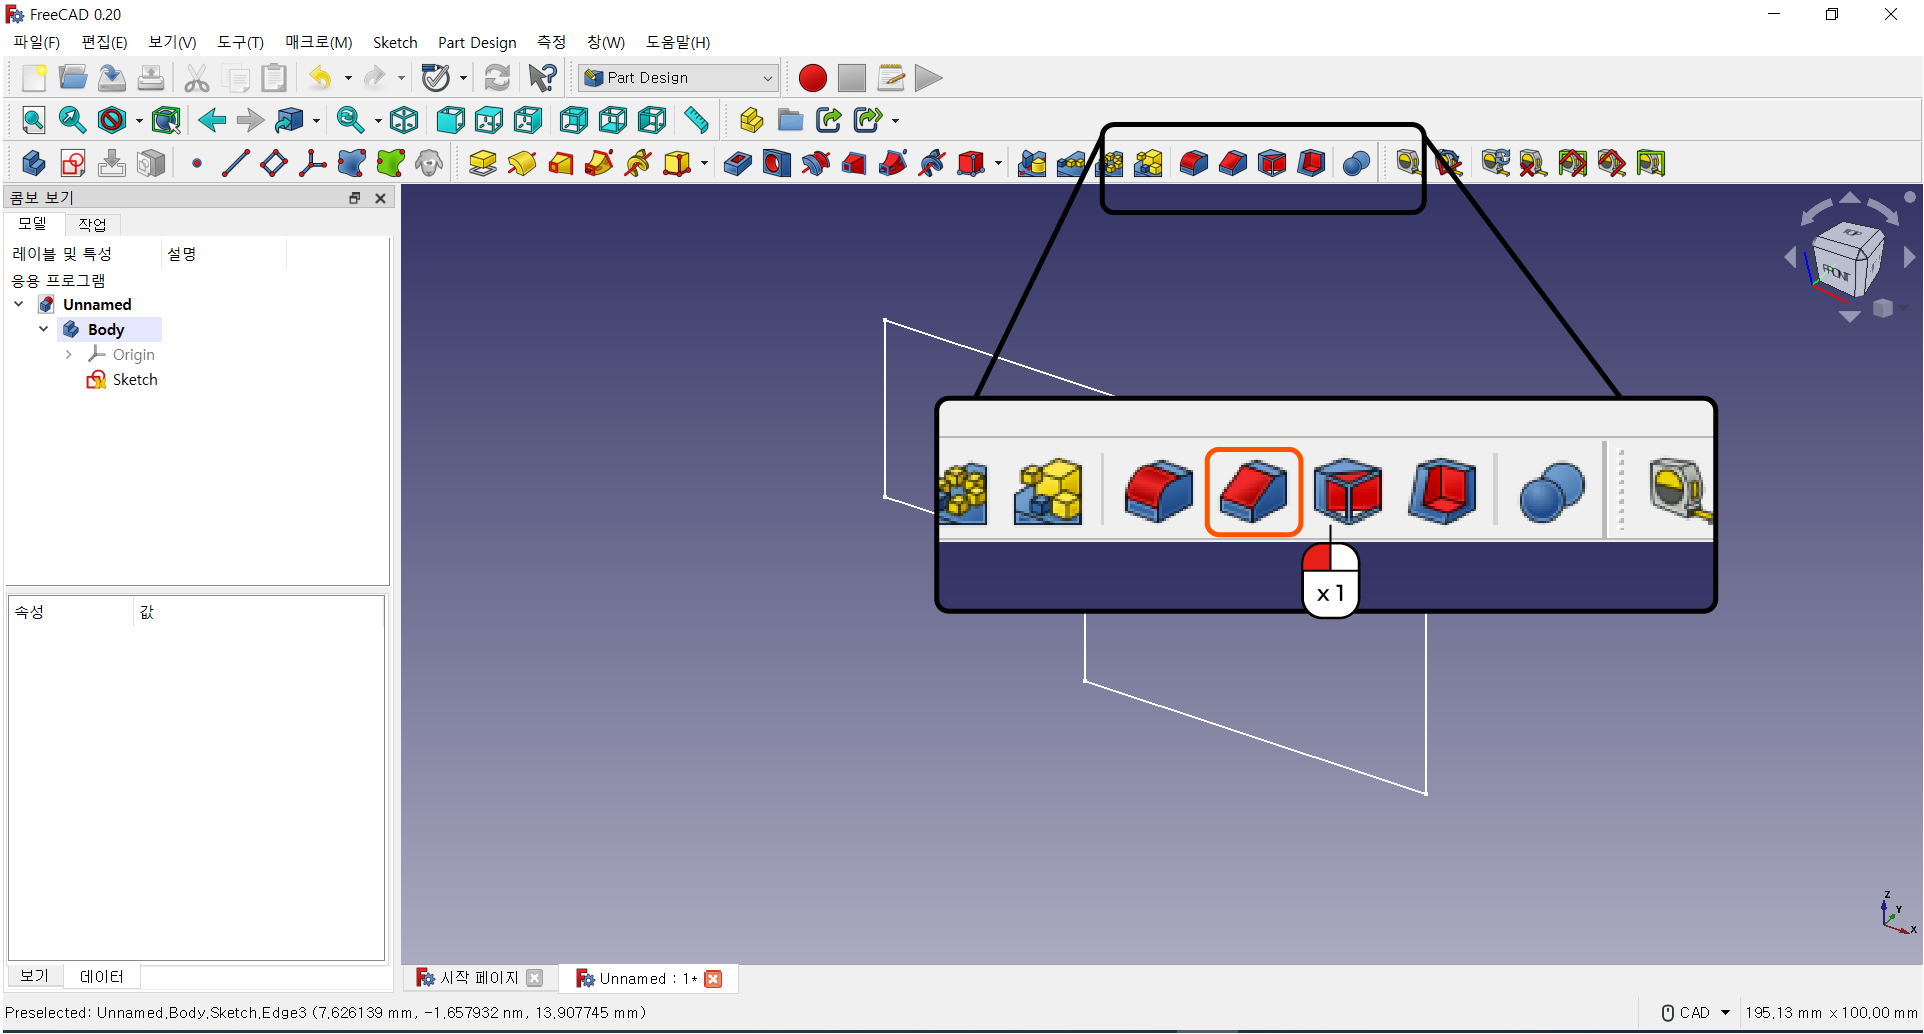 FreeCAD 0.20
파일(F) 편집(E) 보기(V) 도구(T) 매크로(M) Sketch Part Design 측정 창(W) 도움말(H)
Part Design
콤보 보기
모델 작업
레이블 및 특성 설명
응용 프로그램
Unnamed
Body
Origin
Sketch
TOP
FRONT
x 1
속성 값
Z
Y
X
보기 데이터
시작 페이지 Unnamed : 1*
Preselected: Unnamed.Body.Sketch.Edge3 (7.626139 mm, -1.657932 nm, 13.907745 mm)
CAD 195.13 mm x 100.00 mm